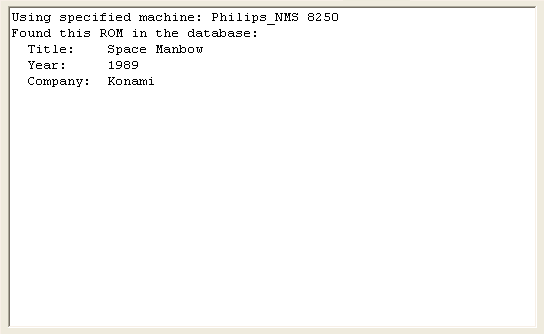 Using specified machine: Philips_NMS 8250
Found this ROM in the database:
  Title:    Space Manbow
  Year:     1989
  Company:  Konami